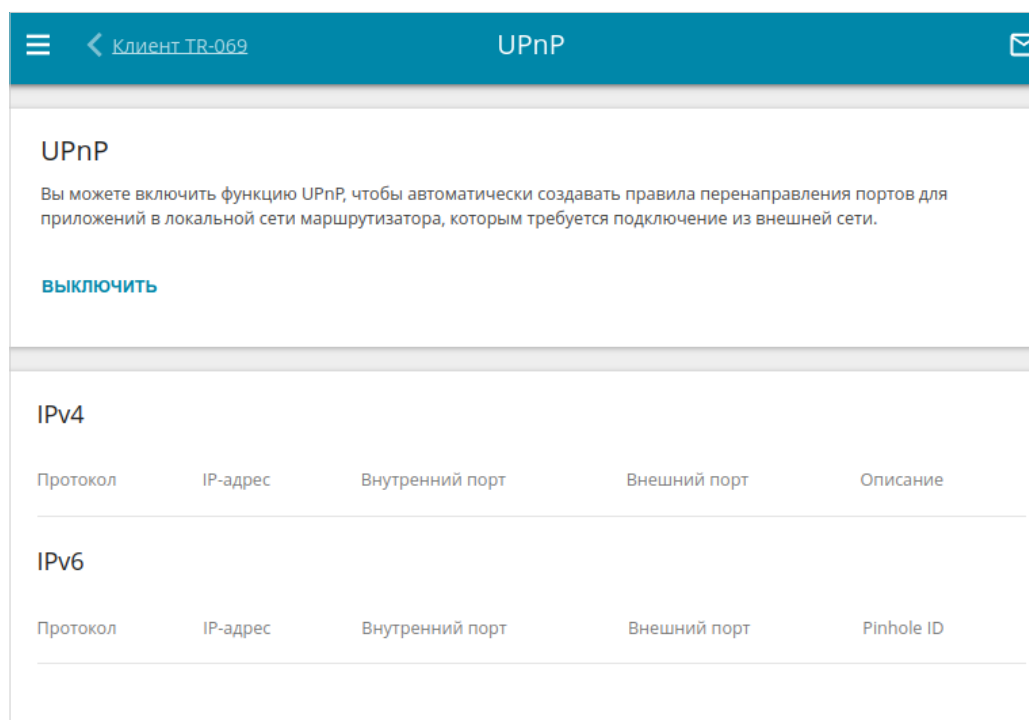 Клиент TR-069 UPnP
UPnP
Вы можете включить функцию UPnP, чтобы автоматически создавать правила перенаправления портов для
приложений в локальной сети маршрутизатора, которым требуется подключение из внешней сети.
ВЫКЛЮЧИТЬ
IPv4
Протокол IP-адрес Внутренний порт Внешний порт Описание
IPv6
Протокол IP-адрес Внутренний порт Внешний порт Pinhole ID